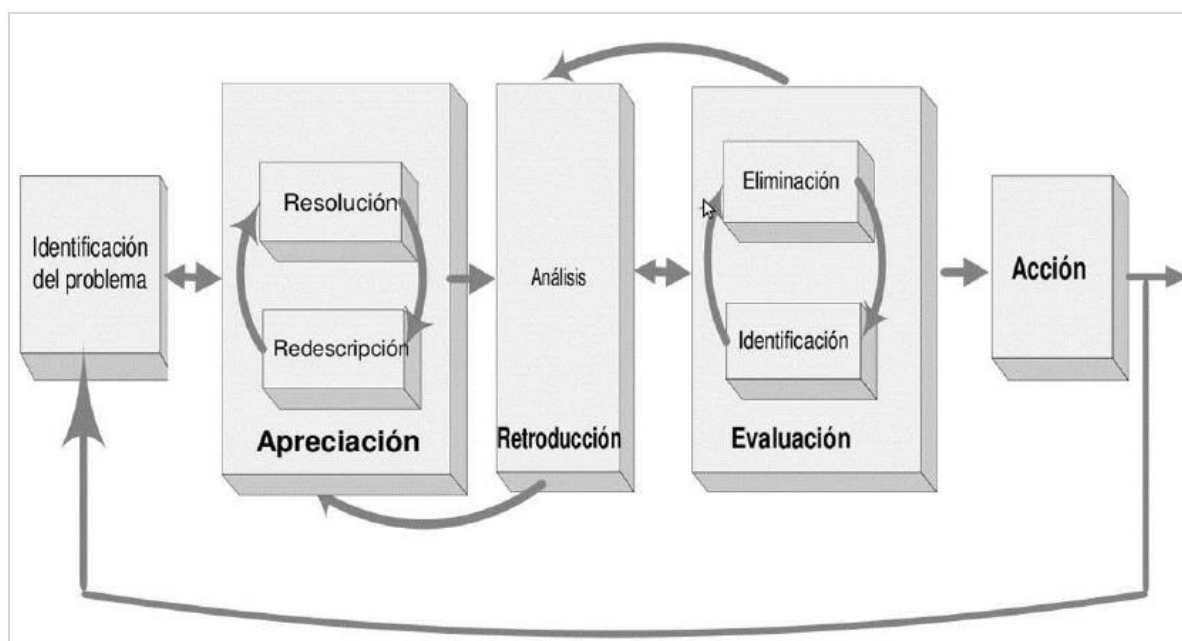 Identificación
del problema
Resolución
Redescripción
Apreciación
Análisis
Retroducción
Eliminación
Identificación
Evaluación
Acción